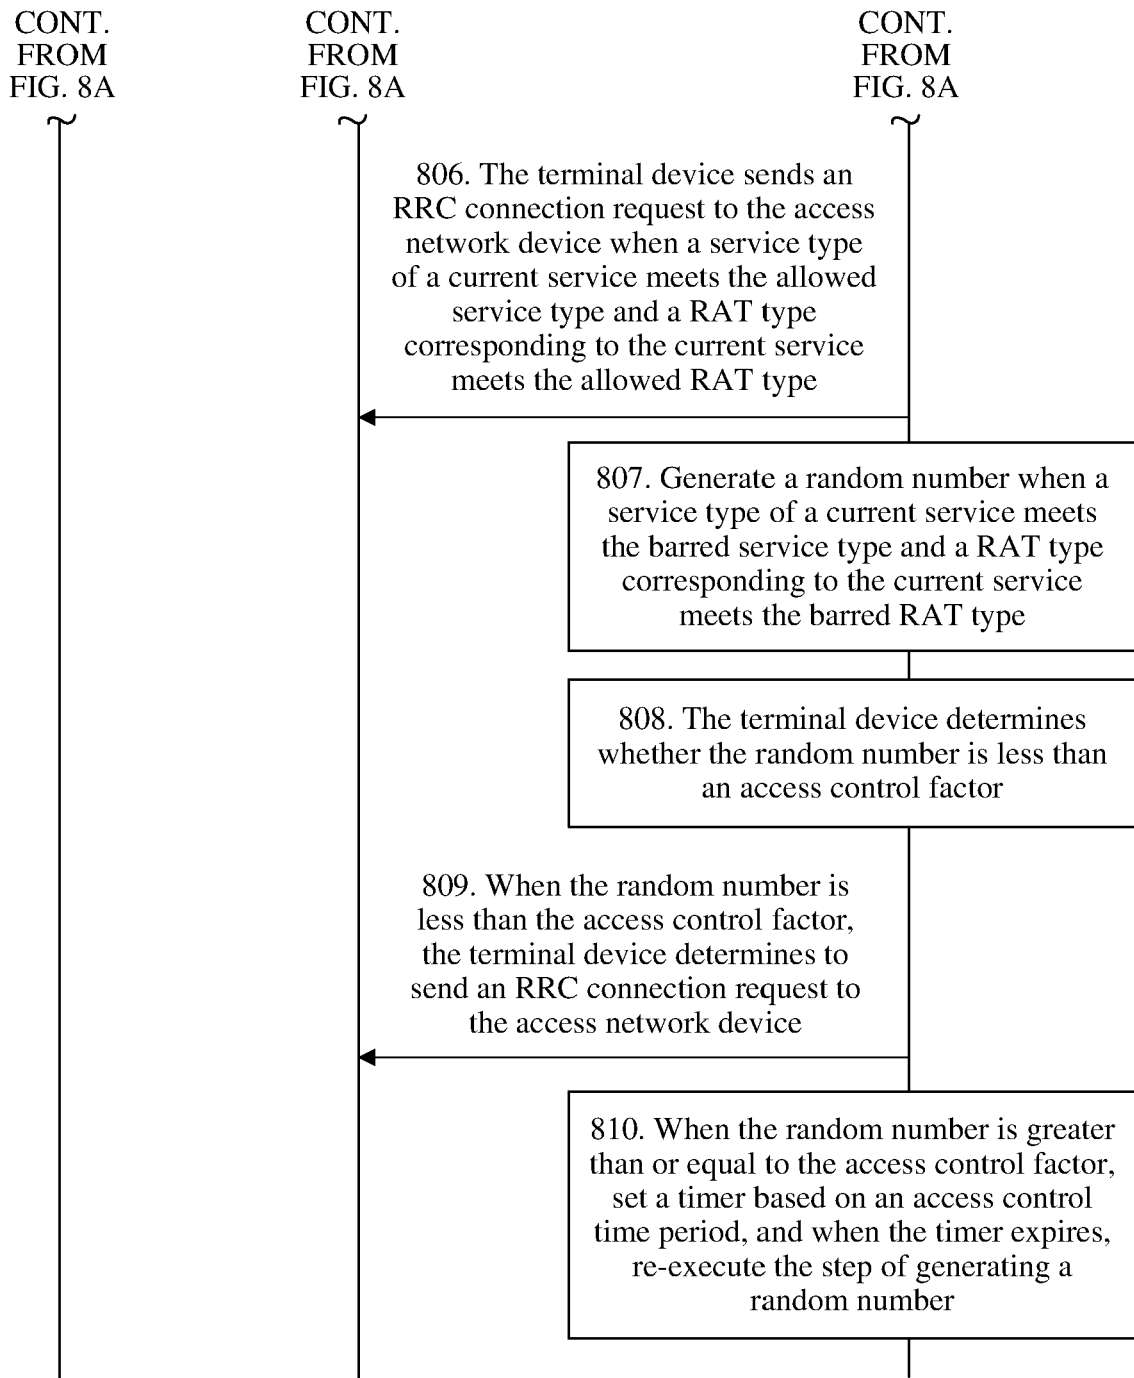 CONT.
FROM
FIG. 8A
CONT.
FROM
FIG. 8A
CONT.
FROM
FIG. 8A
806. The terminal device sends an
RRC connection request to the access
network device when a service type
of a current service meets the allowed
service type and a RAT type
corresponding to the current service
meets the allowed RAT type
807. Generate a random number when a
service type of a current service meets
the barred service type and a RAT type
corresponding to the current service
meets the barred RAT type
808. The terminal device determines
whether the random number is less than
an access control factor
809. When the random number is
less than the access control factor,
the terminal device determines to
send an RRC connection request to
the access network device
810. When the random number is greater
than or equal to the access control factor,
set a timer based on an access control
time period, and when the timer expires,
re-execute the step of generating a
random number